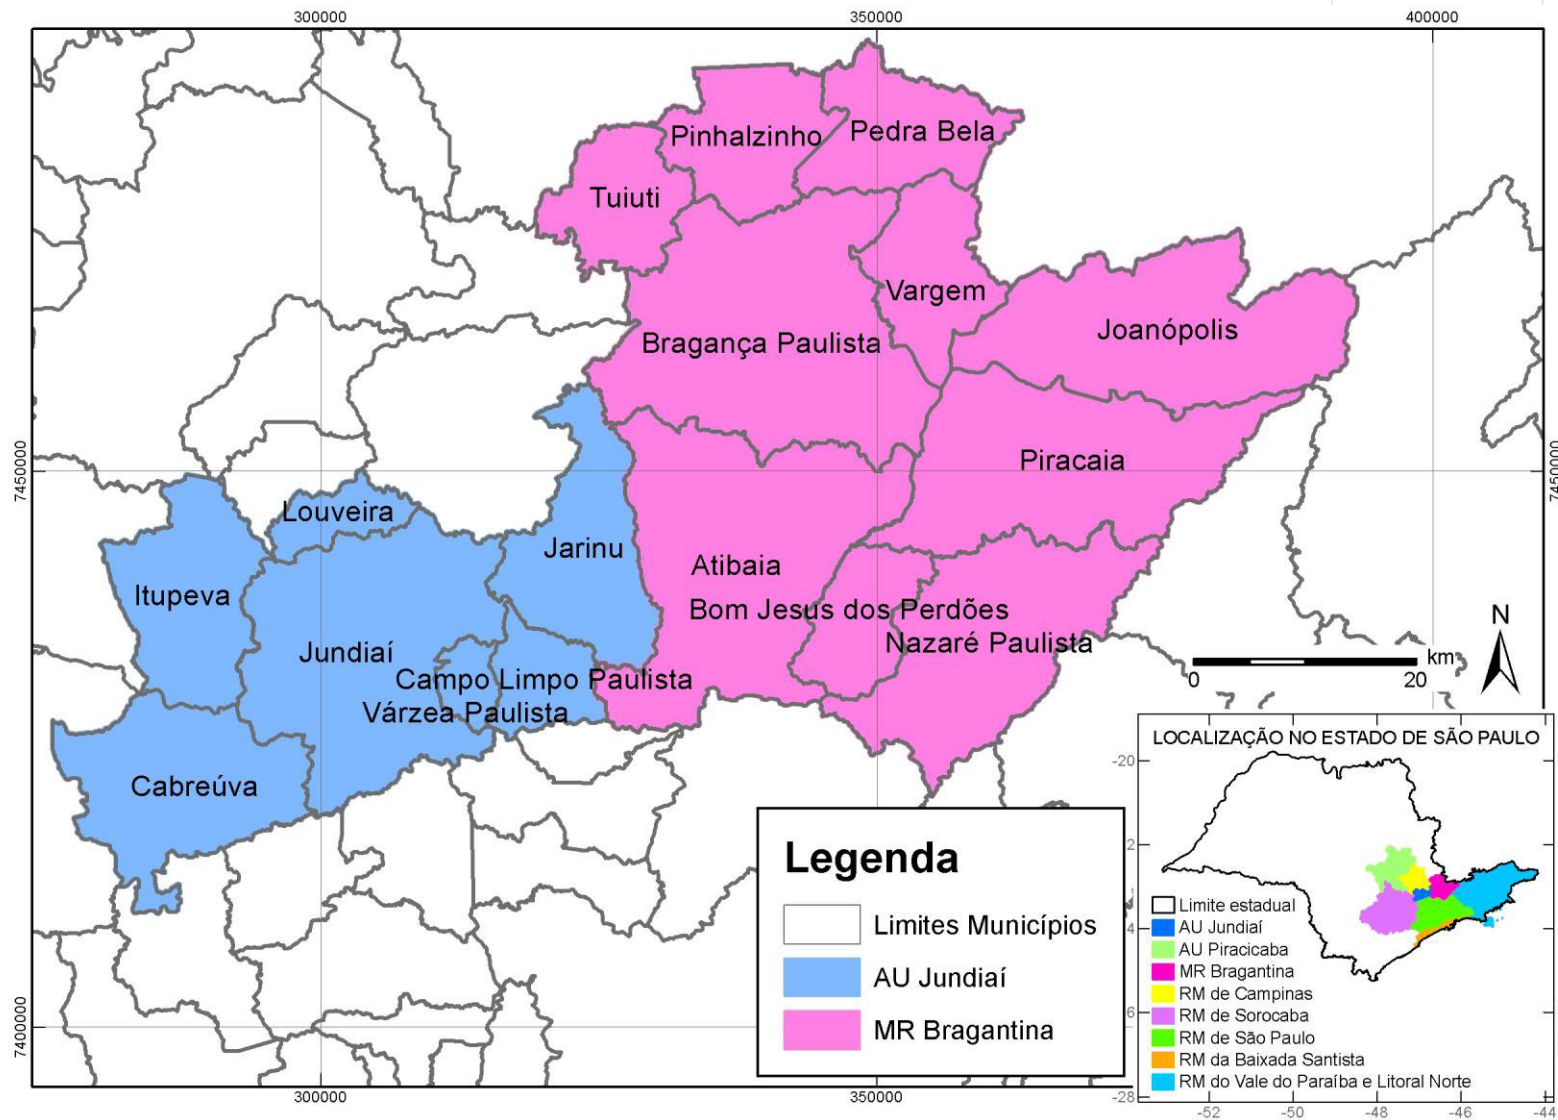 300000
350000
400000
Pinhalzinho
Pedra Bela
Tuiuti
Vargem
Joanópolis
Bragança Paulista
Piracaia
7450000
7450000
Louveira
Jarinu
Atibaia
Itupeva
Bom Jesus dos Perdões
Nazaré Paulista
Jundiaí
Campo Limpo Paulista
Várzea Paulista
Cabreúva
N
km
0
20
Legenda
Limites Municípios
AU Jundiaí
MR Bragantina
LOCALIZAÇÃO NO ESTADO DE SÃO PAULO
-20
2
4
6
-28
Limite estadual
AU Jundiaí
AU Piracicaba
MR Bragantina
RM de Campinas
RM de Sorocaba
RM de São Paulo
RM da Baixada Santista
RM do Vale do Paraíba e Litoral Norte
-52
-50
-48
-46
7400000
300000
350000